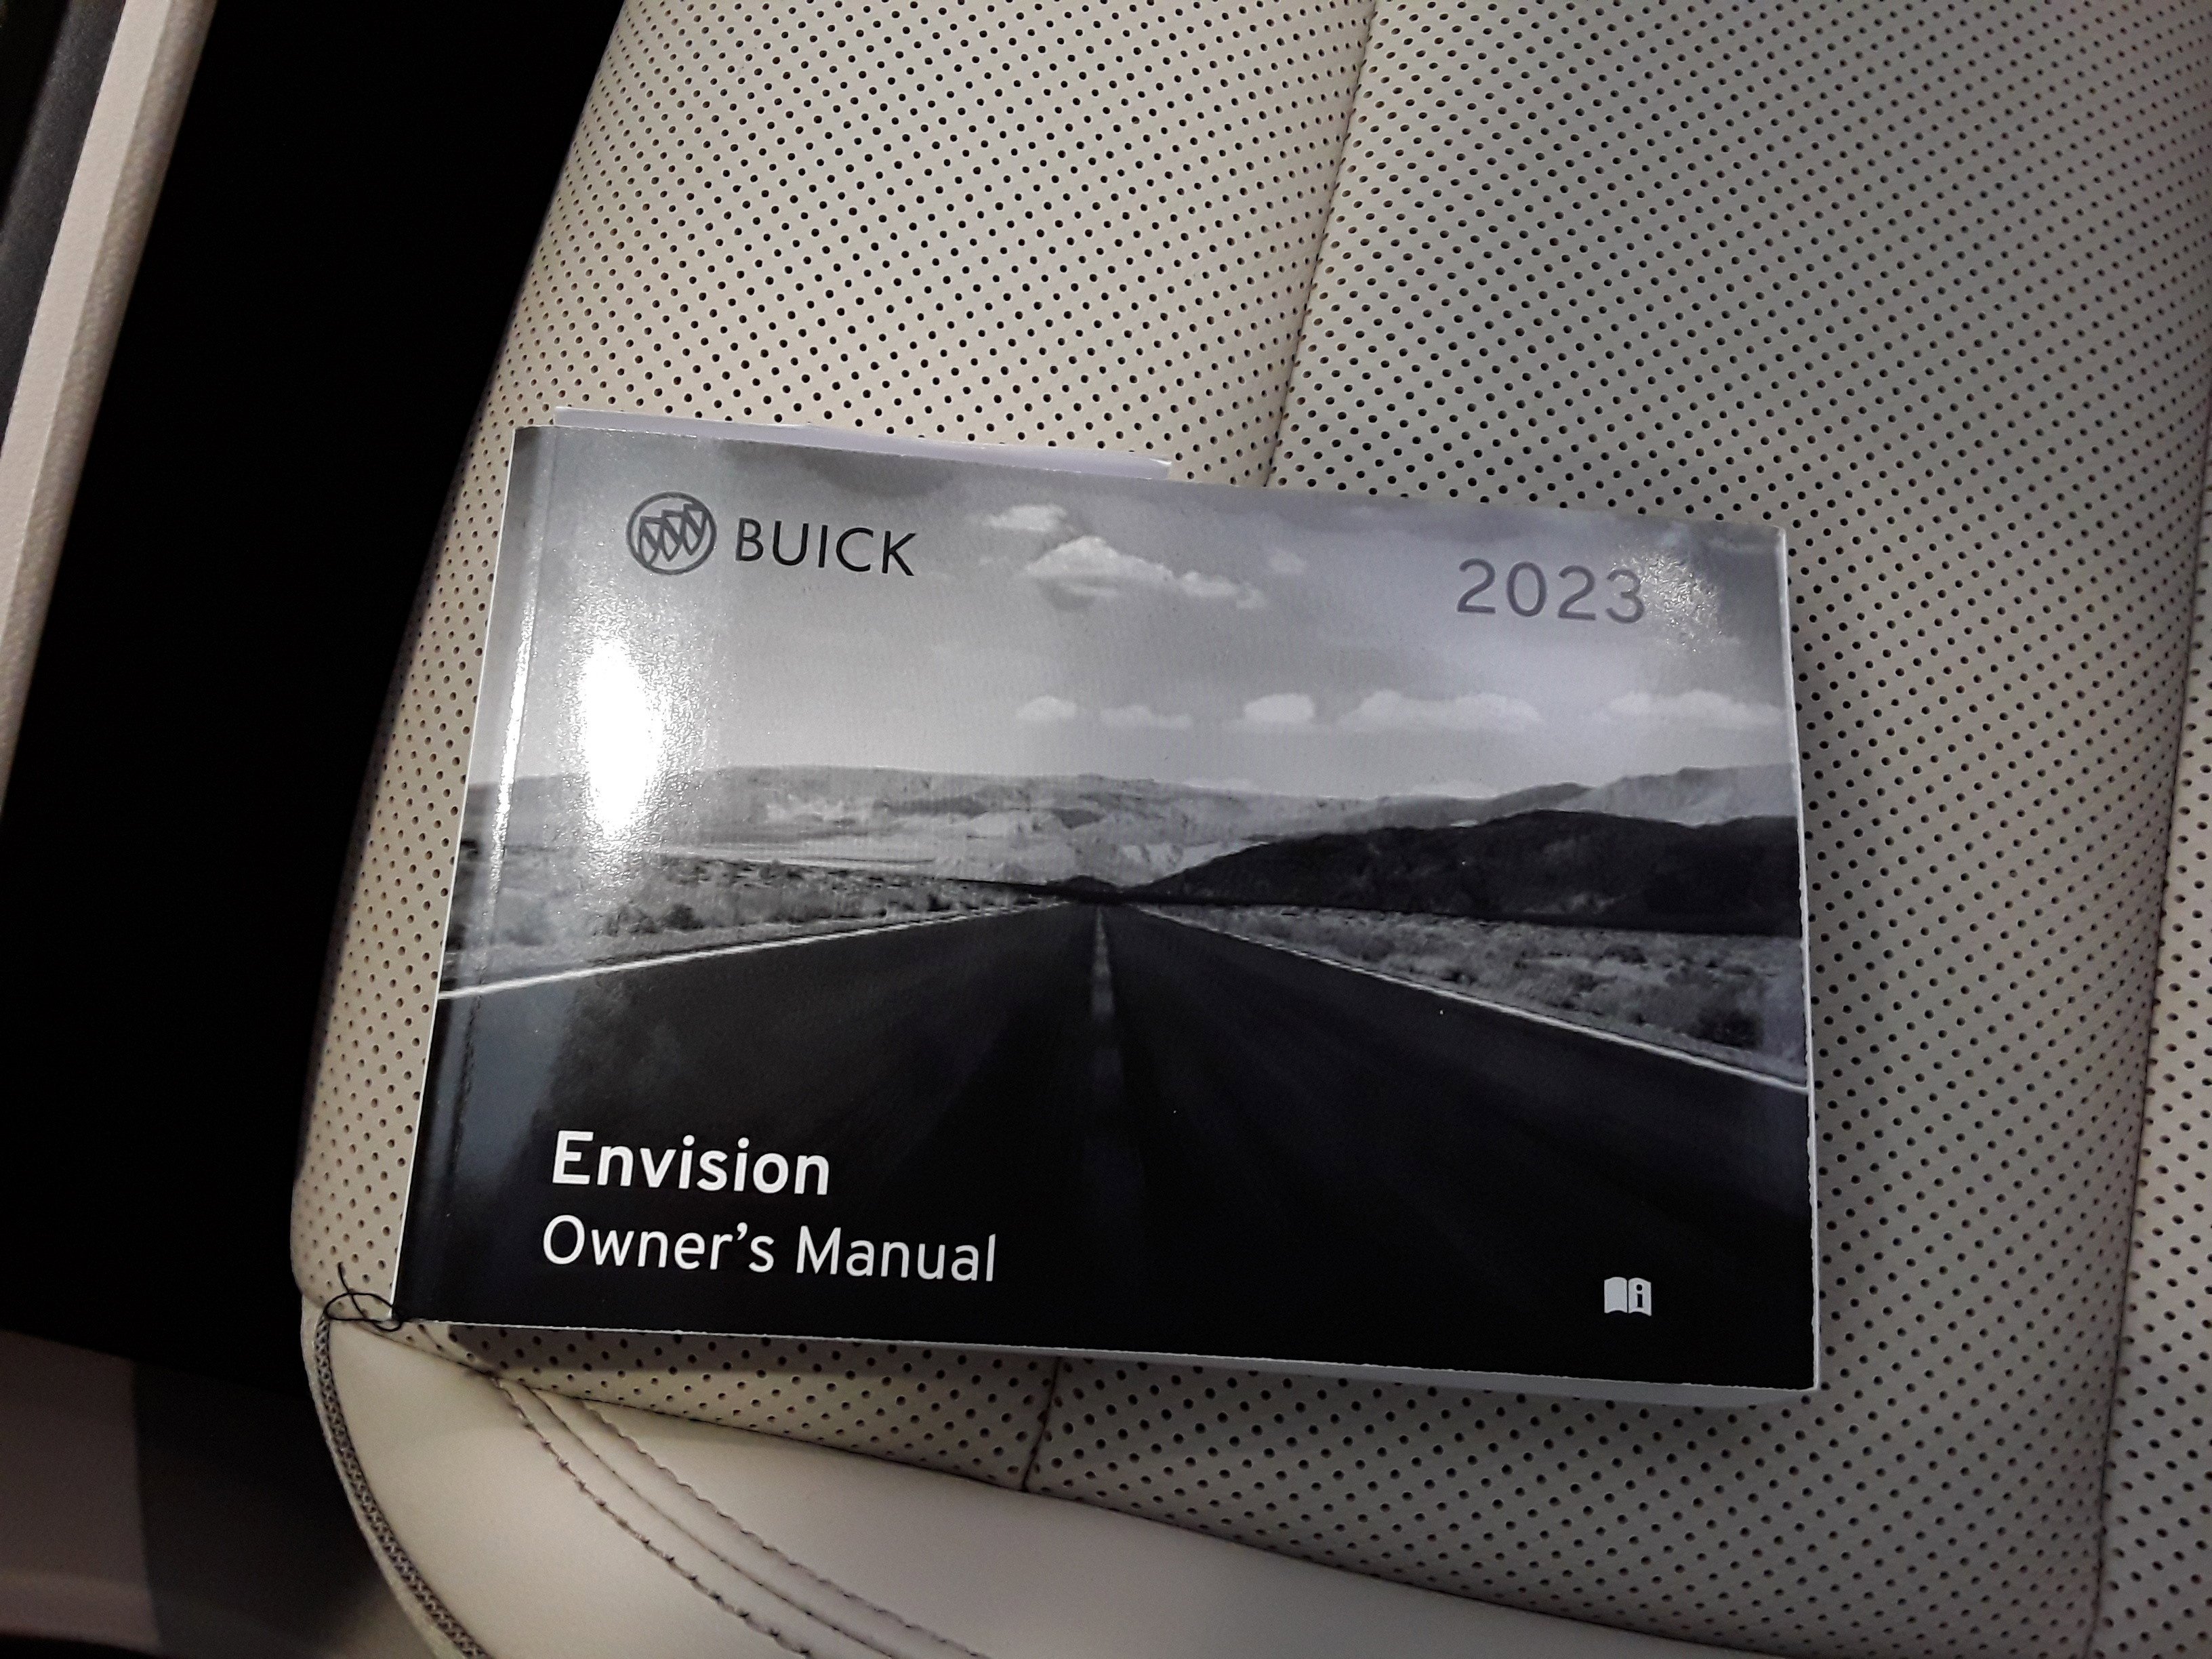 BUICK
2023
Envision
Owner's Manual